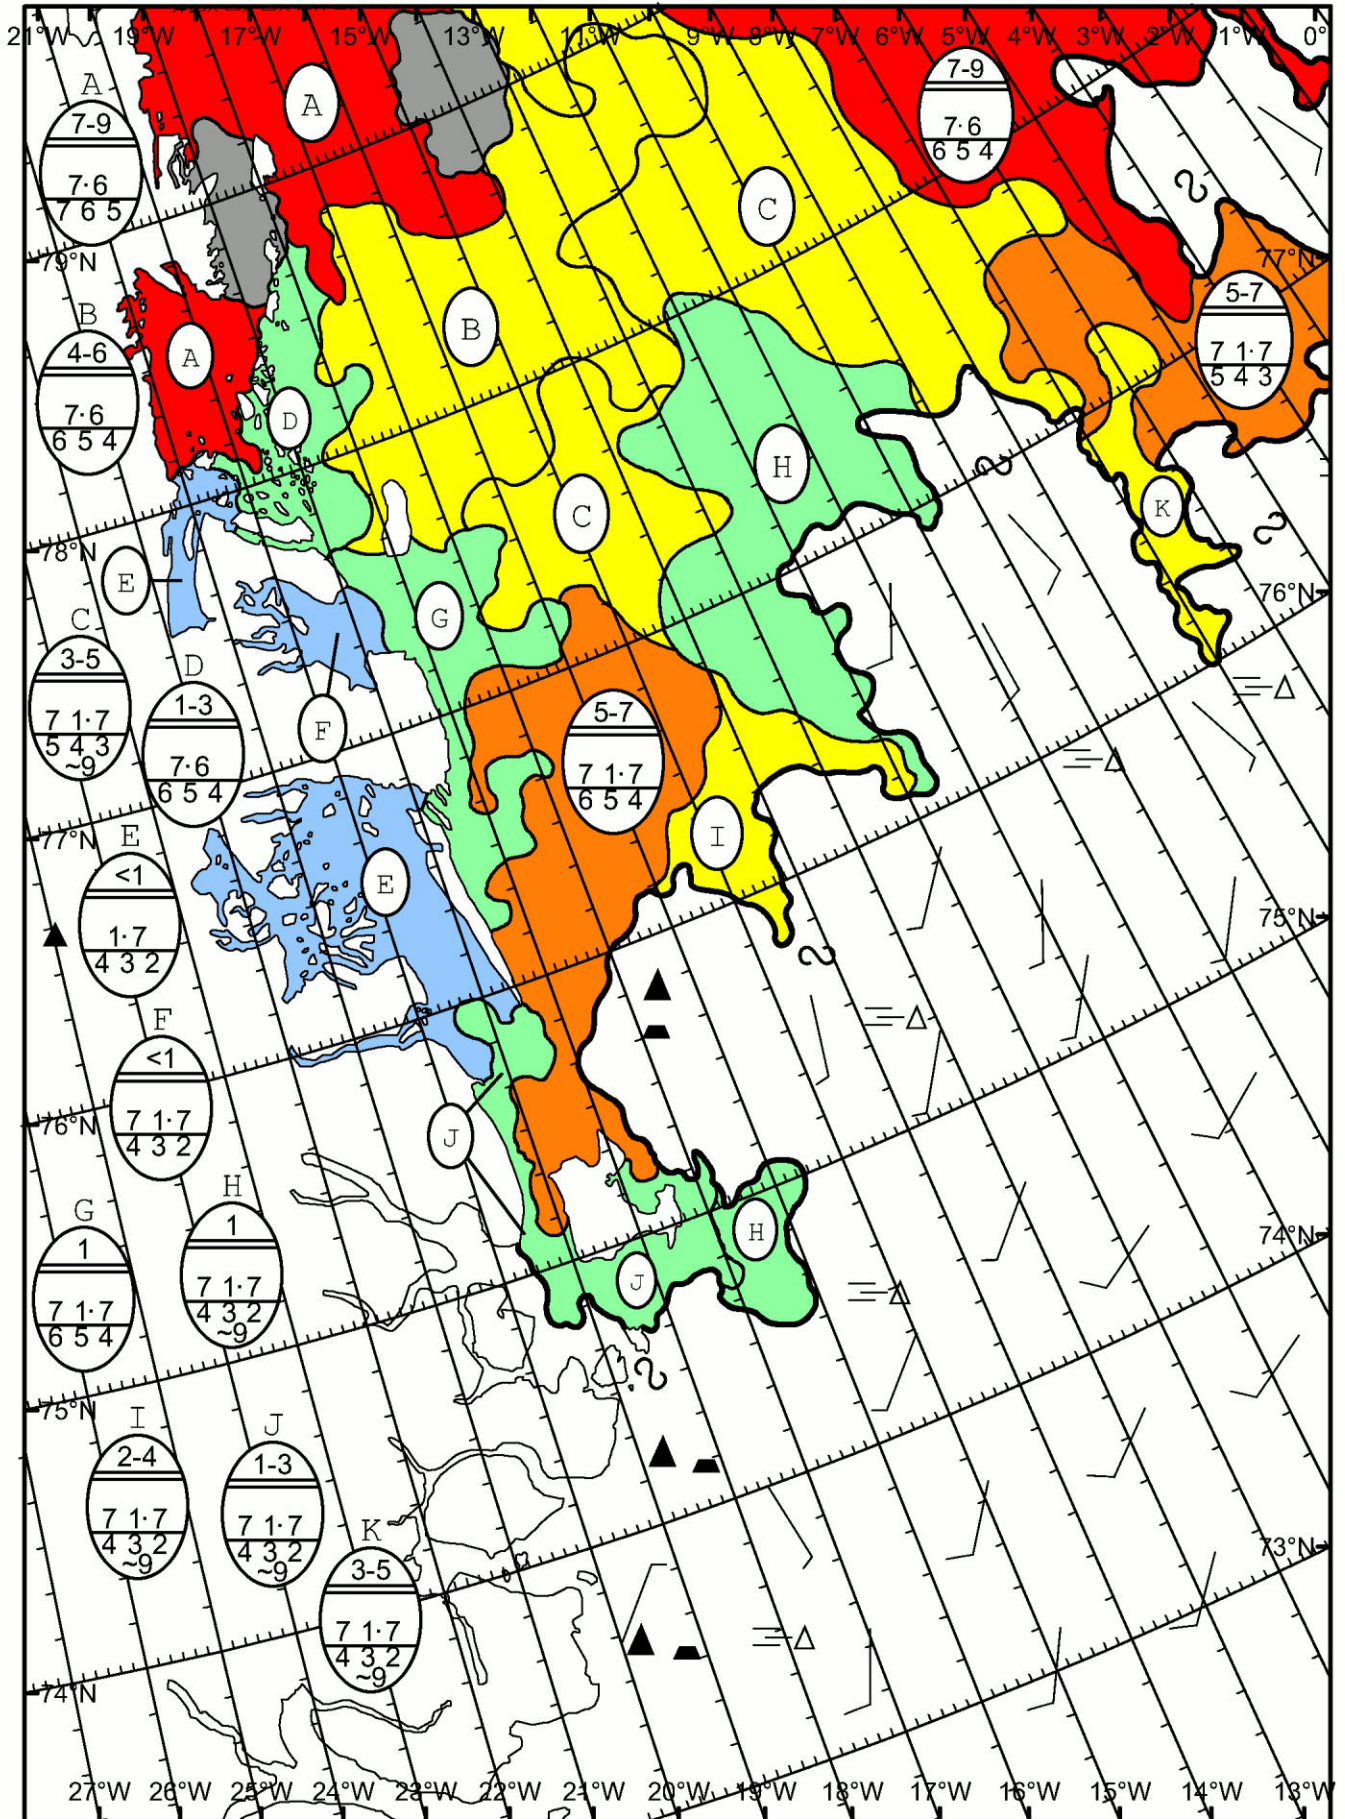 21°W 19°W 17°W 15°W 13°W 11°W 9°W 8°W 7°W 6°W 5°W 4°W 3°W 2°W 1°W 0°
A
7-9
7·6
7 6 5
A
7-9
7·6
6 5 4
C
79°N
77°N
B
4-6
7·6
6 5 4
A
B
5-7
7 1·7
5 4 3
D
H
C
K
78°N
E
76°N
G
C
3-5
7 1·7
5 4 3
~9
D
1-3
7·6
6 5 4
F
5-7
7 1·7
6 5 4
I
77°N
E
<1
1·7
4 3 2
E
75°N
F
<1
7 1·7
4 3 2
76°N
J
G
1
7 1·7
6 5 4
H
1
7 1·7
4 3 2
~9
H
74°N
J
75°N
I
2-4
7 1·7
4 3 2
~9
J
1-3
7 1·7
4 3 2
~9
K
3-5
7 1·7
4 3 2
~9
73°N
74°N
27°W 26°W 25°W 24°W 23°W 22°W 21°W 20°W 19°W 18°W 17°W 16°W 15°W 14°W 13°W